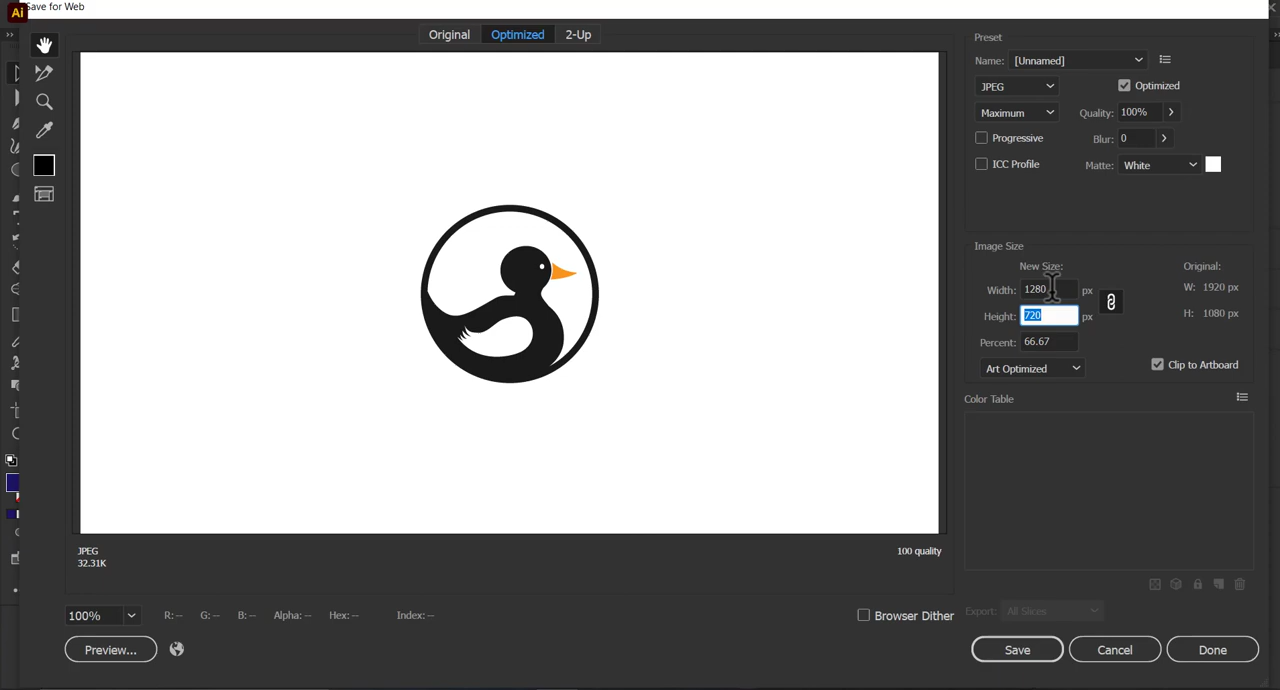 Ai
Save for Web
Original
Optimized
2-Up
Preset
Name:
[Unnamed]
JPEG
Optimized
Maximum
Quality:
100%
Progressive
Blur:
0
ICC Profile
Matte:
White
Image Size
New Size:
Original:
Width:
1280
px
W: 1920 px
Height:
720
px
H: 1080 px
Percent:
66.67
Art Optimized
Clip to Artboard
Color Table
JPEG
32.31K
100 quality
100%
R: --
G: --
B: --
Alpha: --
Hex: --
Index: --
Browser Dither
Export:
All Slices
Preview...
Save
Cancel
Done